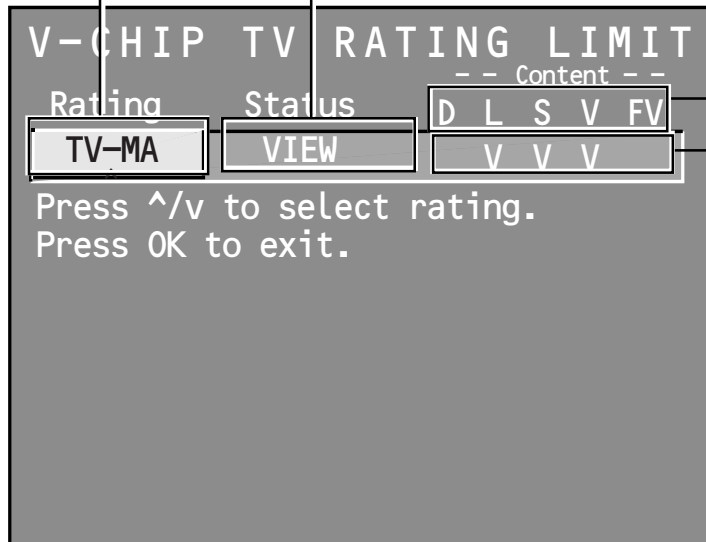 V-CHIP TV RATING LIMIT
- - Content - -
Rating Status D L S V FV
TV-MA VIEW V V V
Press ^/v to select rating.
Press OK to exit.